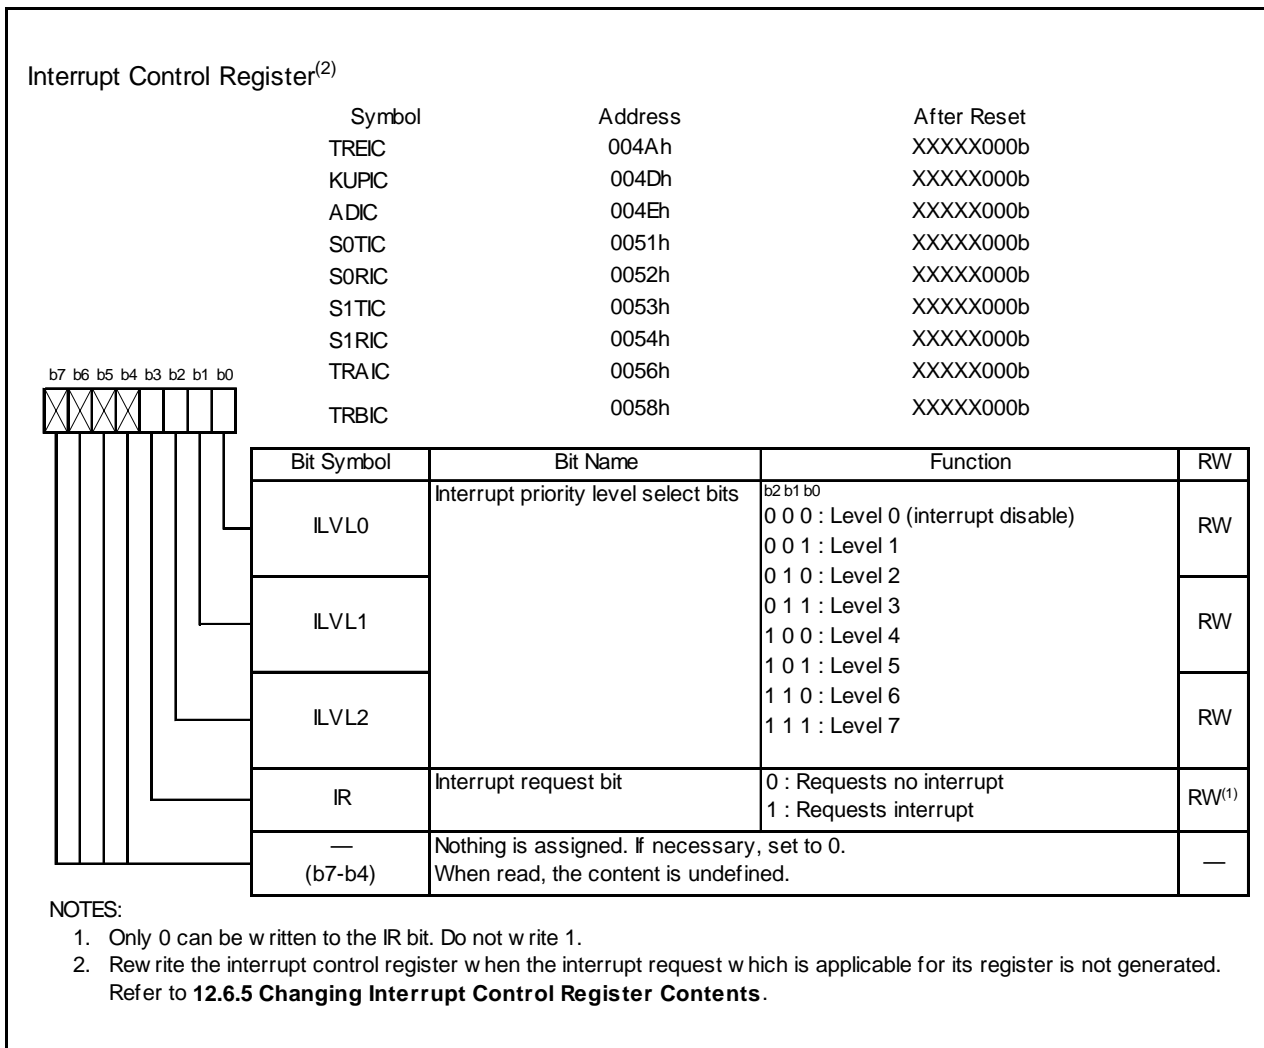 Interrupt Control Register(2)
Symbol Address After Reset
TREIC 004Ah XXXXX000b
KUPIC 004Dh XXXXX000b
ADIC 004Eh XXXXX000b
S0TIC 0051h XXXXX000b
S0RIC 0052h XXXXX000b
S1TIC 0053h XXXXX000b
S1RIC 0054h XXXXX000b
TRAIC 0056h XXXXX000b
b7 b6 b5 b4 b3 b2 b1 b0
TRBIC 0058h XXXXX000b
Bit Symbol Bit Name Function RW
ILVL0 Interrupt priority level select bits b2 b1 b0
0 0 0 : Level 0 (interrupt disable) RW
0 0 1 : Level 1
0 1 0 : Level 2
ILVL1 0 1 1 : Level 3 RW
1 0 0 : Level 4
1 0 1 : Level 5
1 1 0 : Level 6
ILVL2 1 1 1 : Level 7 RW
IR Interrupt request bit 0 : Requests no interrupt RW(1)
1 : Requests interrupt
— Nothing is assigned. If necessary, set to 0. —
(b7-b4) When read, the content is undefined.
NOTES:
1. Only 0 can be written to the IR bit. Do not write 1.
2. Rewrite the interrupt control register when the interrupt request which is applicable for its register is not generated.
Refer to 12.6.5 Changing Interrupt Control Register Contents.